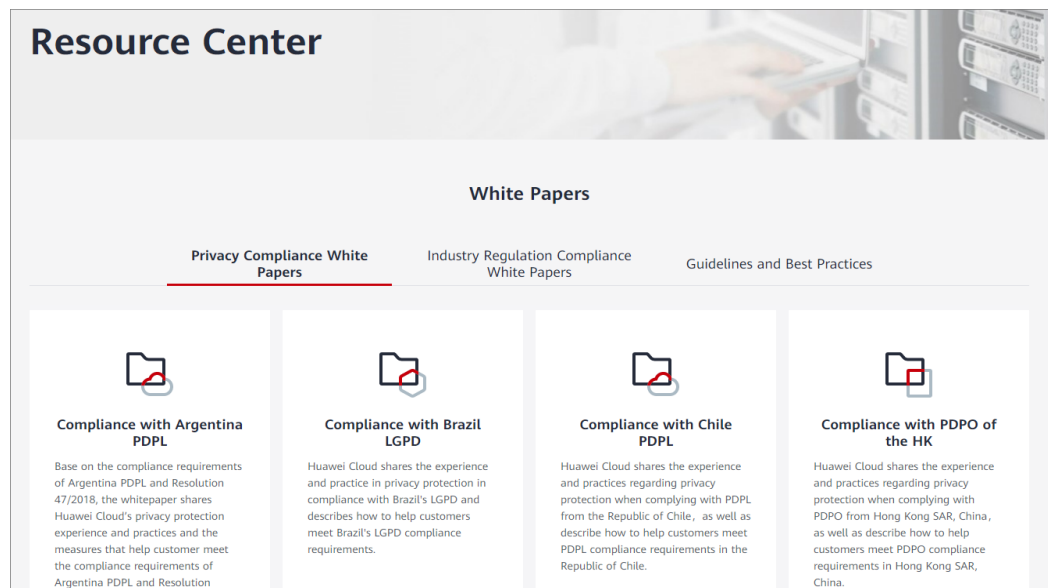 Resource Center
White Papers
Privacy Compliance White
Papers
Industry Regulation Compliance
White Papers
Guidelines and Best Practices
Compliance with Argentina
PDPL
Base on the compliance requirements
of Argentina PDPL and Resolution
47/2018, the whitepaper shares
Huawei Cloud's privacy protection
experience and practices and the
measures that help customer meet
the compliance requirements of
Argentina PDPL and Resolution
Compliance with Brazil
LGPD
Huawei Cloud shares the experience
and practice in privacy protection in
compliance with Brazil's LGPD and
describes how to help customers
meet Brazil's LGPD compliance
requirements.
Compliance with Chile
PDPL
Huawei Cloud shares the experience
and practices regarding privacy
protection when complying with PDPL
from the Republic of Chile，as well as
describe how to help customers meet
PDPL compliance requirements in the
Republic of Chile.
Compliance with PDPO of
the HK
Huawei Cloud shares the experience
and practices regarding privacy
protection when complying with
PDPO from Hong Kong SAR, China，
as well as describe how to help
customers meet PDPO compliance
requirements in Hong Kong SAR,
China.